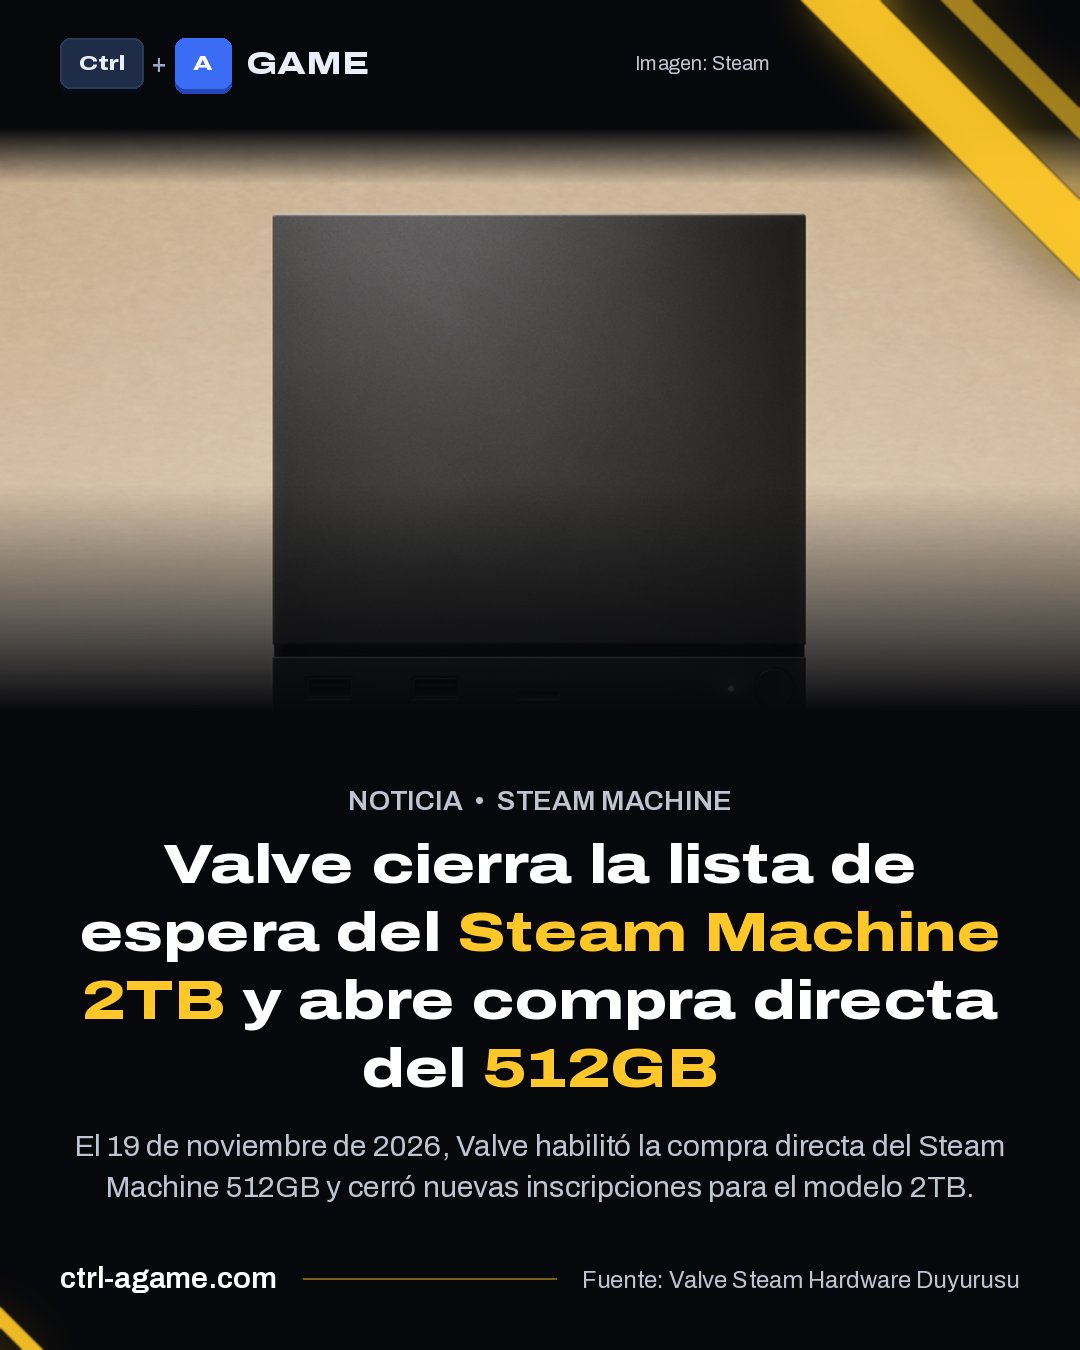 Ctrl + A GAME
Imagen: Steam
NOTICIA • STEAM MACHINE
Valve cierra la lista de
espera del Steam Machine
2TB y abre compra directa
del 512GB
El 19 de noviembre de 2026, Valve habilitó la compra directa del Steam
Machine 512GB y cerró nuevas inscripciones para el modelo 2TB.
ctrl-agame.com
Fuente: Valve Steam Hardware Duyurusu